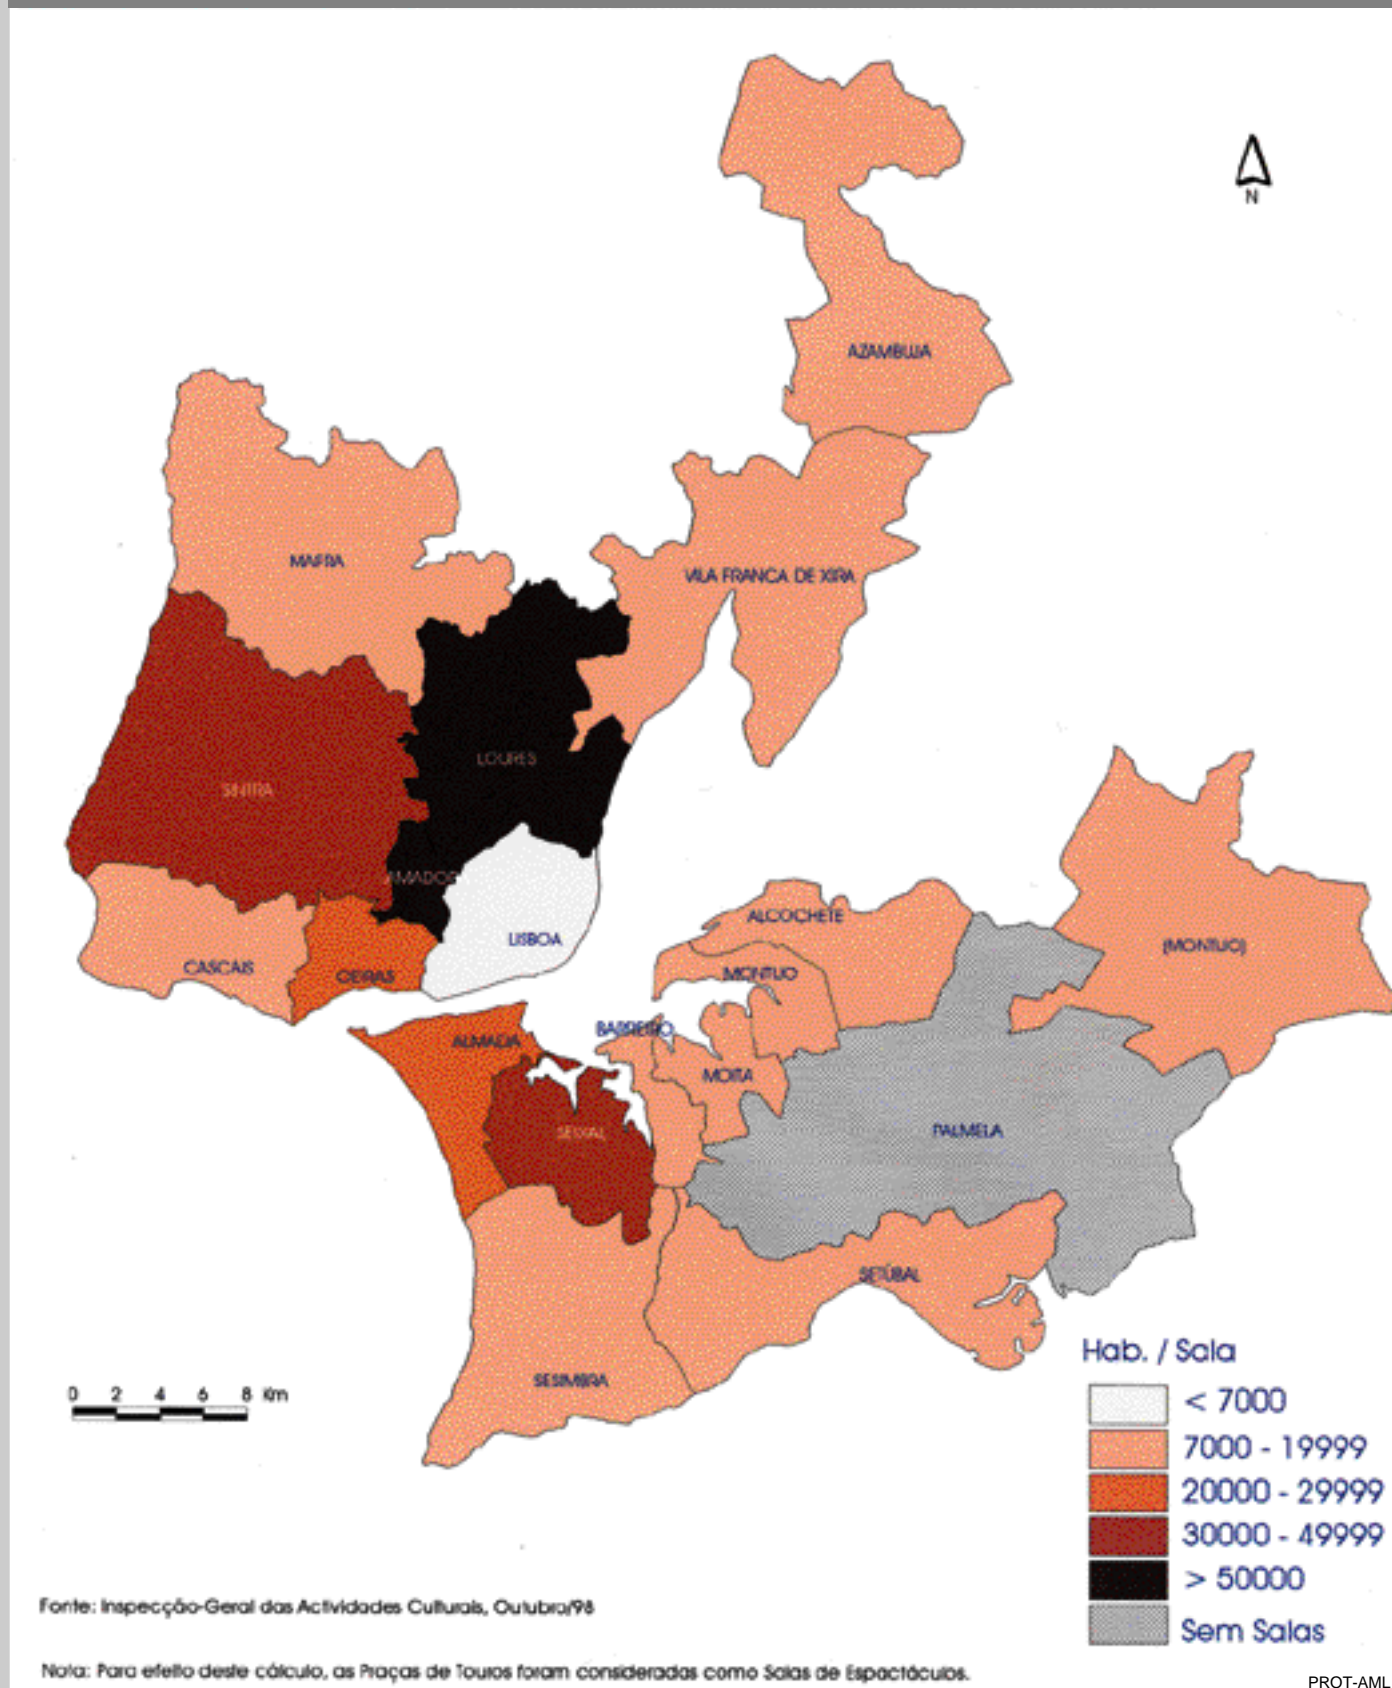 N
AZAMBUJA
MAFRA
VILA FRANCA DE XIRA
LOURES
SINTRA
AMADOR
ALCOCHETE
LISBOA
(MONTIJO)
CASCAIS
OEIRAS
MONTIJO
BARREIRO
ALMADA
MOITA
SEIXAL
PALMELA
SETÚBAL
SESIMBRA
Hab. / Sala
0 2 4 6 8 Km
< 7000
7000 - 19999
20000 - 29999
30000 - 49999
> 50000
Sem Salas
Fonte: Inspecção-Geral das Actividades Culturais, Outubro/98
Nota: Para efeito deste cálculo, as Praças de Touros foram consideradas como Salas de Espectáculos.
PROT-AML